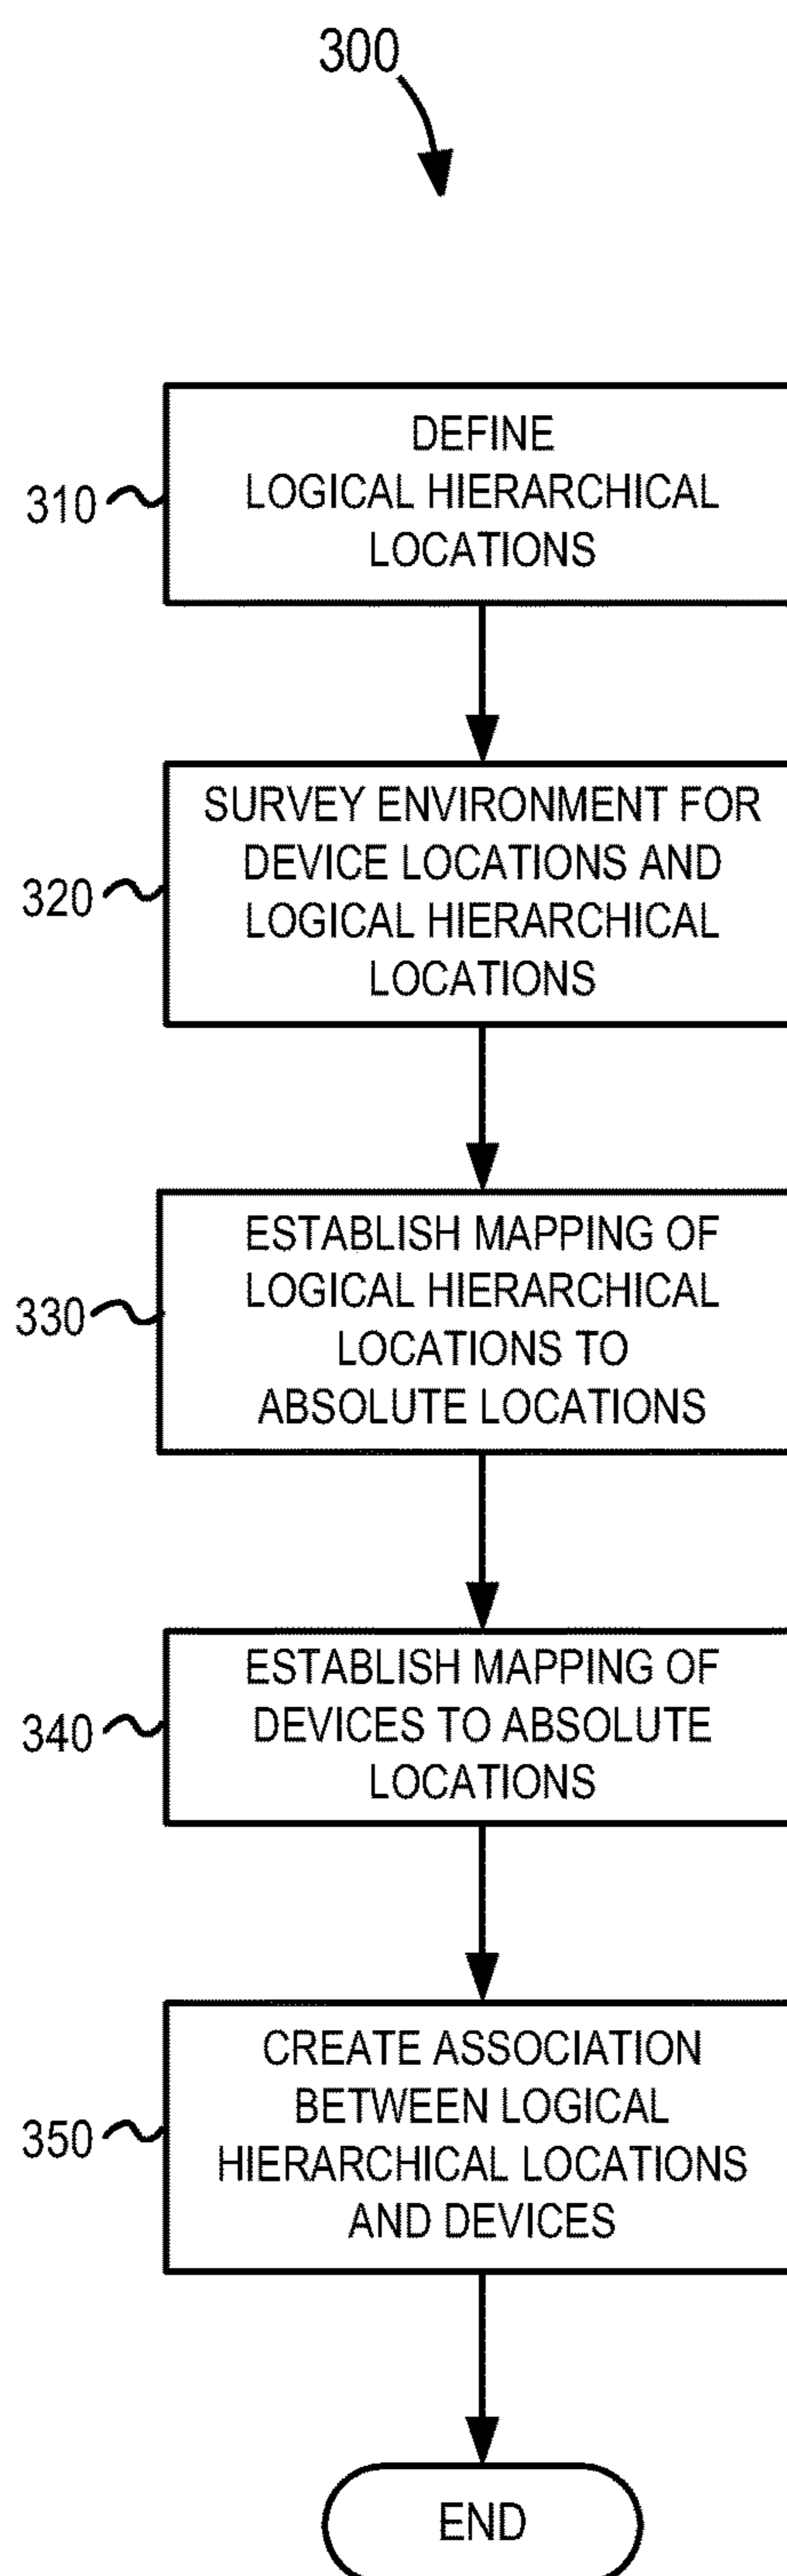 300
310
DEFINE
LOGICAL HIERARCHICAL
LOCATIONS
320
SURVEY ENVIRONMENT FOR
DEVICE LOCATIONS AND
LOGICAL HIERARCHICAL
LOCATIONS
330
ESTABLISH MAPPING OF
LOGICAL HIERARCHICAL
LOCATIONS TO
ABSOLUTE LOCATIONS
340
ESTABLISH MAPPING OF
DEVICES TO ABSOLUTE
LOCATIONS
350
CREATE ASSOCIATION
BETWEEN LOGICAL
HIERARCHICAL LOCATIONS
AND DEVICES
END